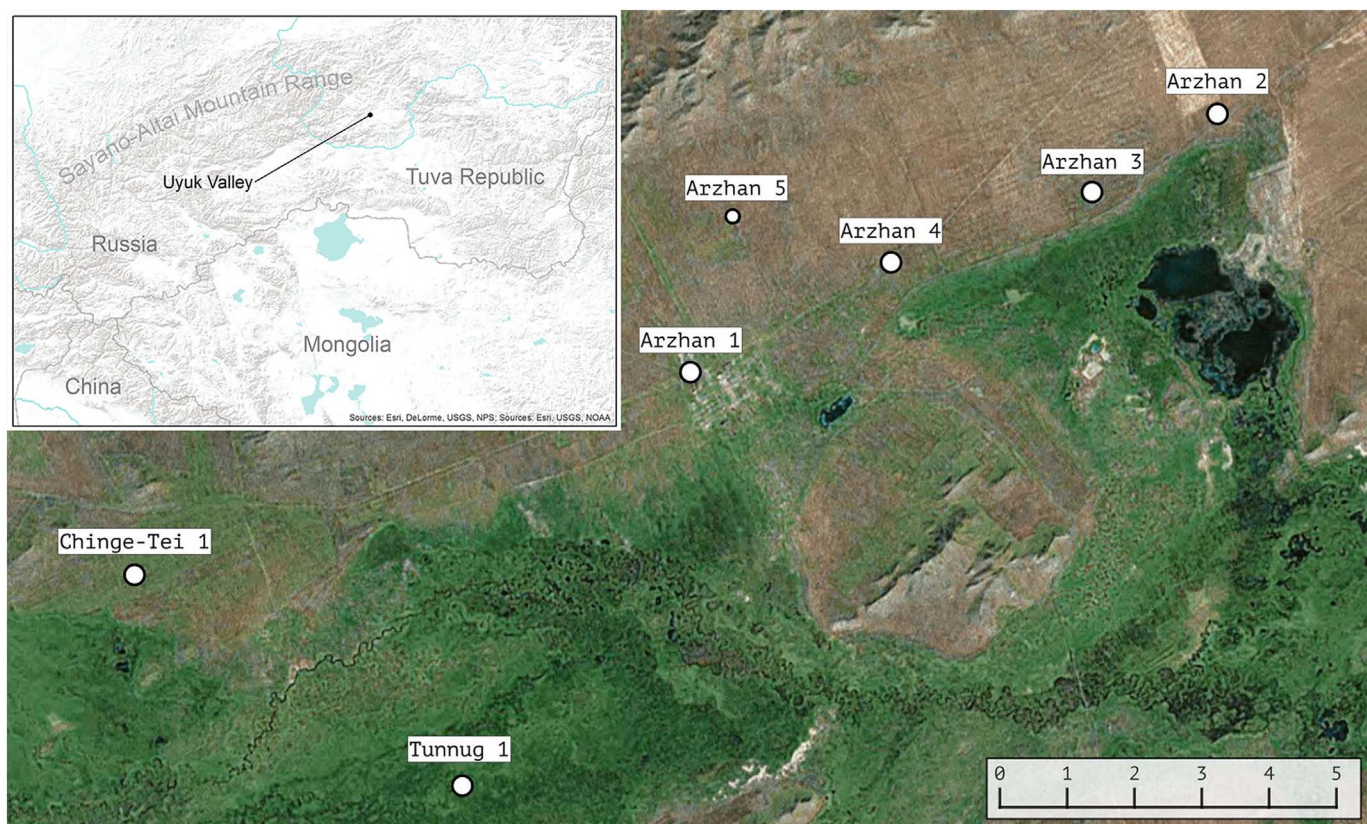 Sayano-Altai Mountain Range
Uyuk Valley
Tuva Republic
Russia
Mongolia
China
Sources: Esri, DeLorme, USGS, NPS; Sources: Esri, USGS, NOAA
Arzhan 2
Arzhan 3
Arzhan 5
Arzhan 4
Arzhan 1
Chinge-Tei 1
Tunnug 1
0 1 2 3 4 5